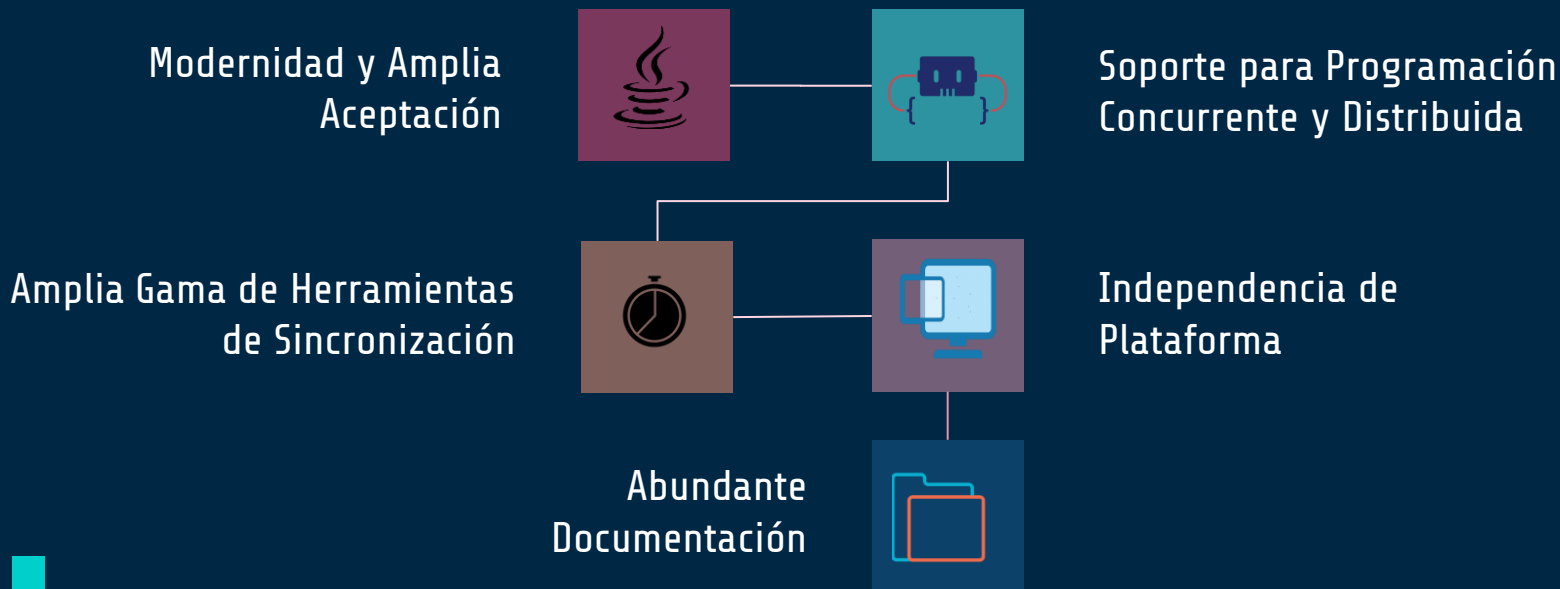 Modernidad y Amplia
Aceptación
Soporte para Programación
Concurrente y Distribuida
Amplia Gama de Herramientas
de Sincronización
Independencia de
Plataforma
Abundante
Documentación